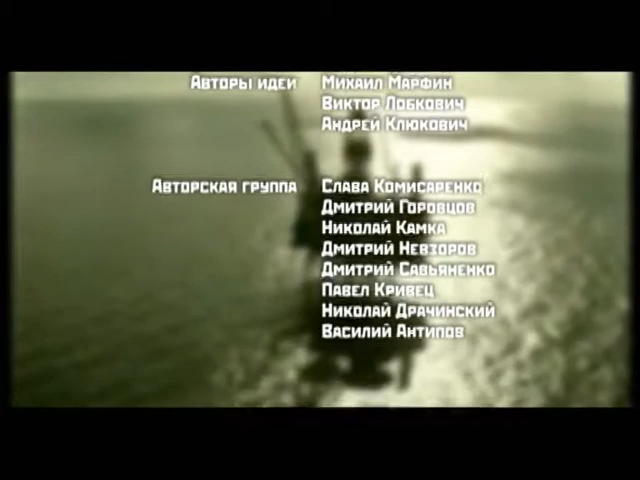 Авторы идеи Михаил Марфин
Виктор Лобкович
Андрей Клюкович
Авторская группа Слава Комисаренко
Дмитрий Горовцов
Николай Камка
Дмитрий Невзоров
Дмитрий Савьяненко
Павел Кривец
Николай Драчинский
Василий Антипов